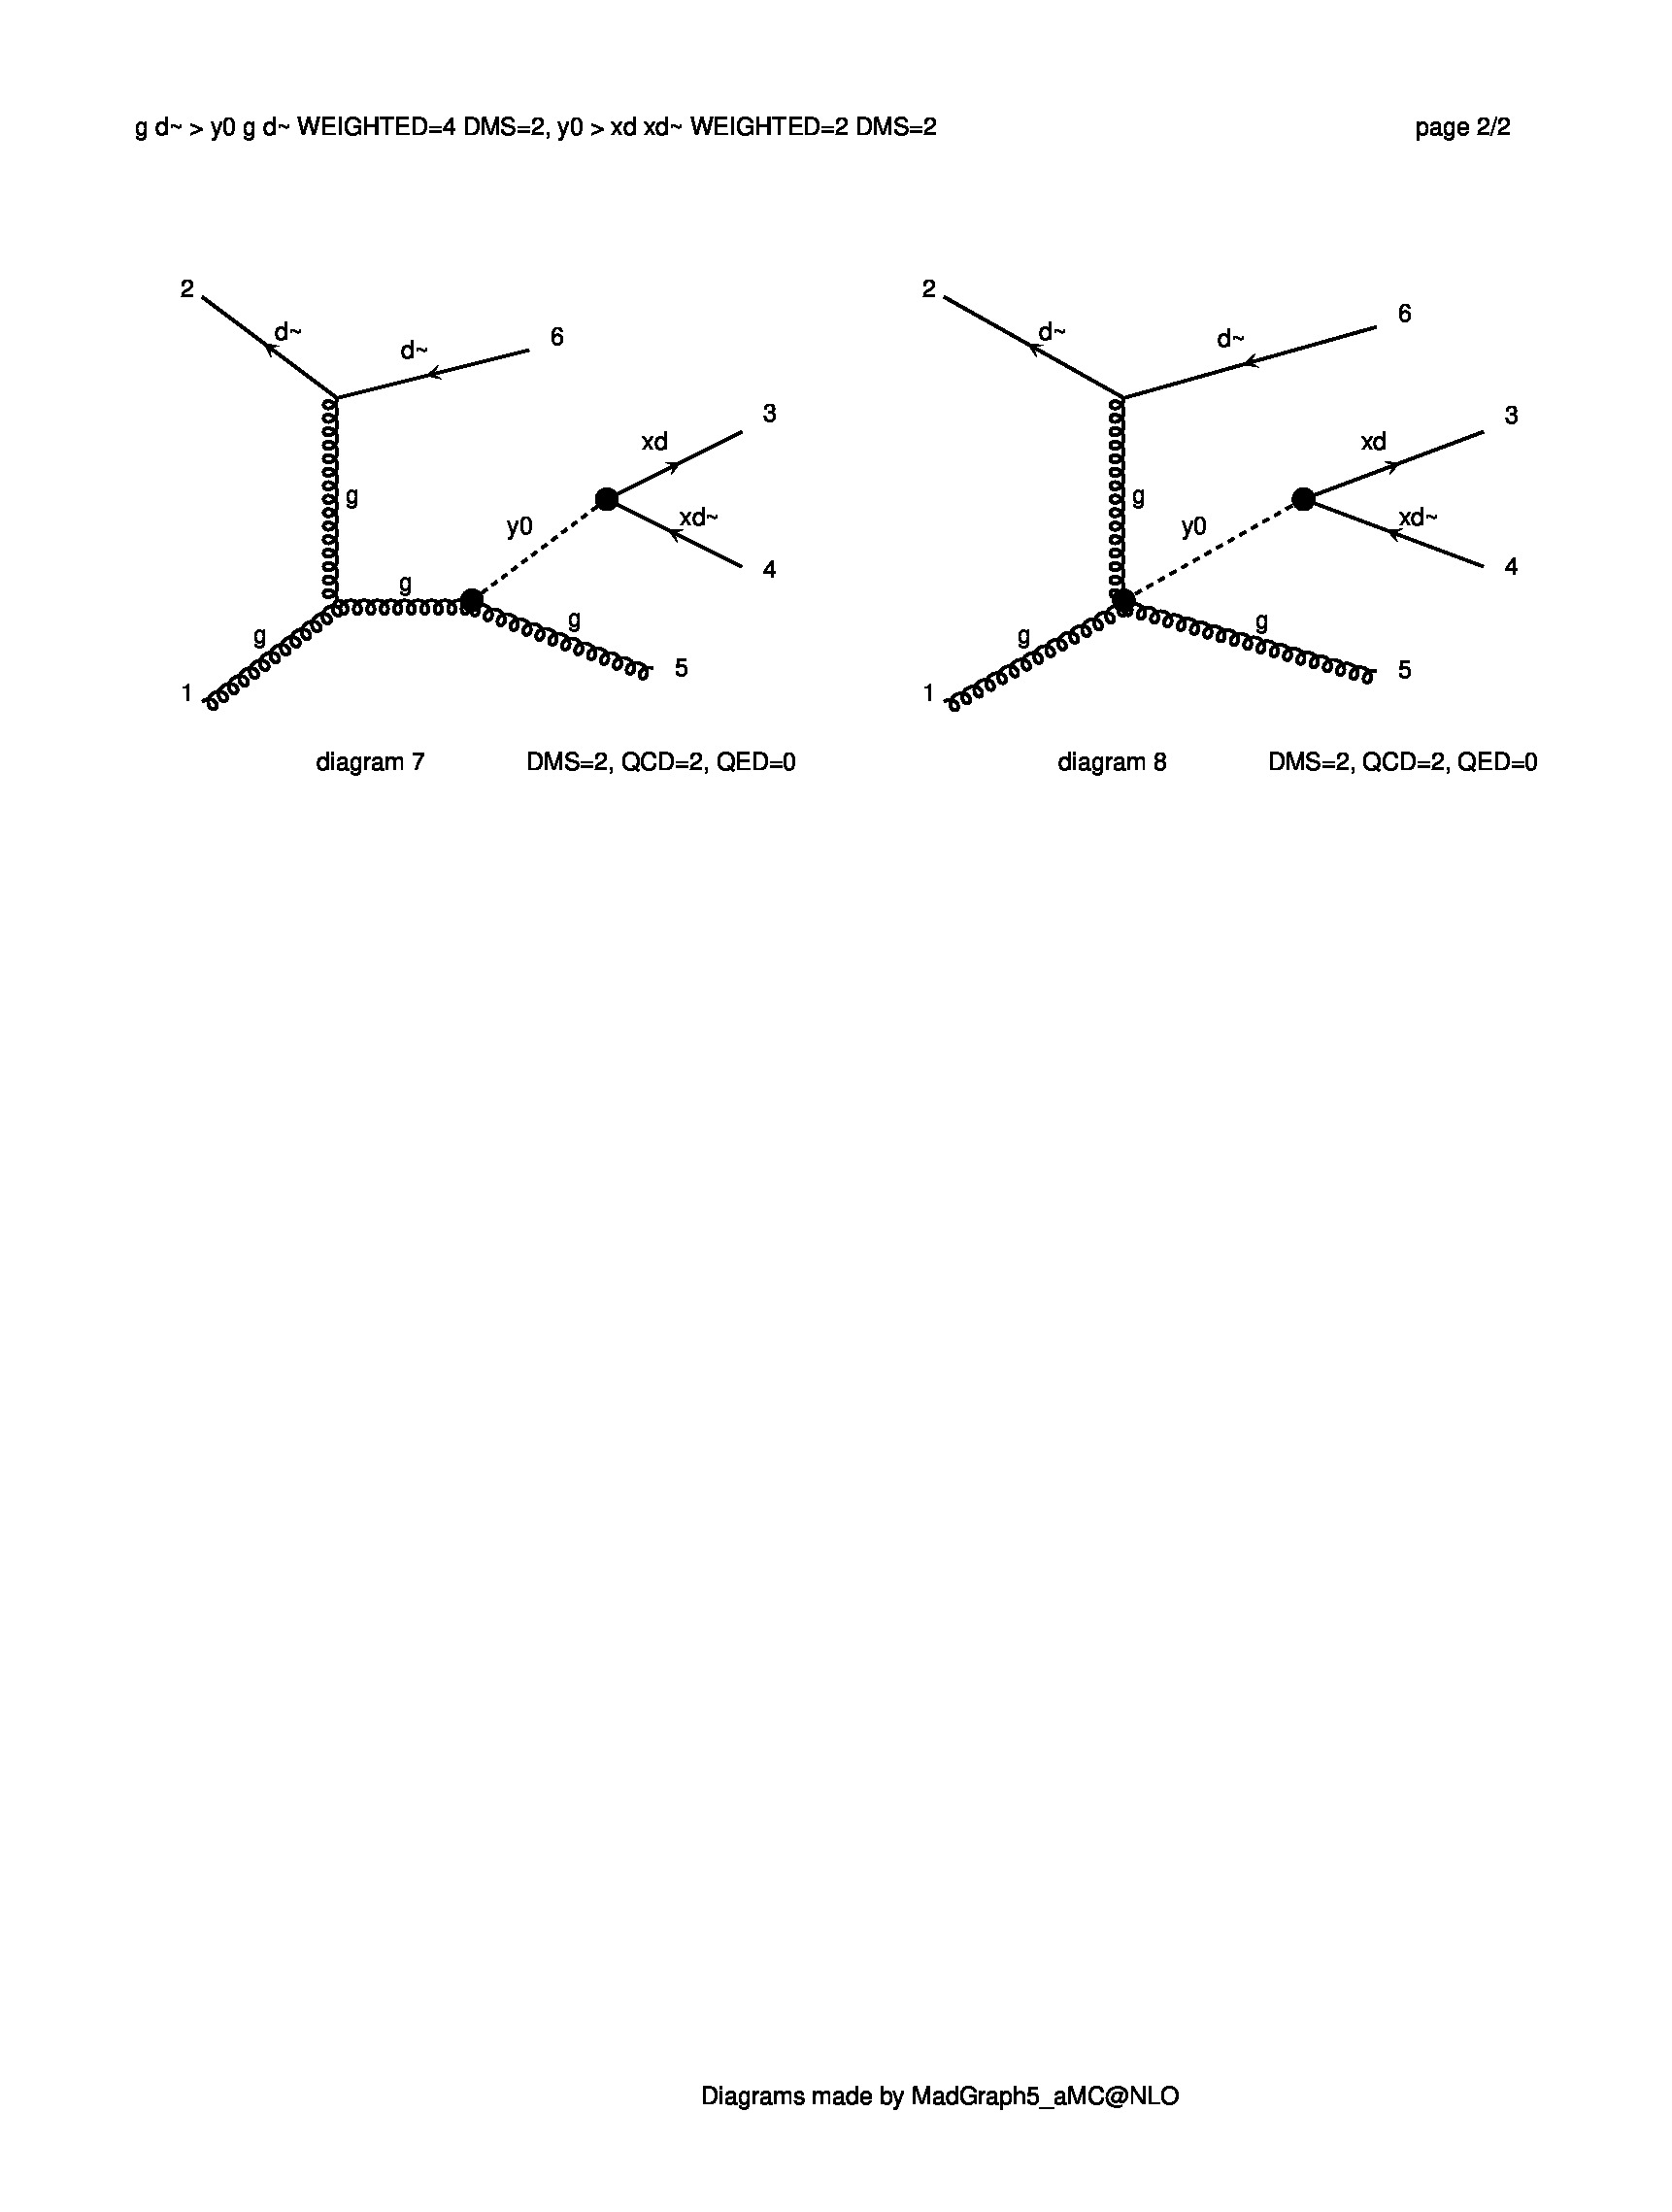 g d~ > y0 g d~ WEIGHTED=4 DMS=2, y0 > xd xd~ WEIGHTED=2 DMS=2 page 2/2
2
d~
d~
6
g
y0
xd
3
xd~
4
g
g
g
1
5
diagram 7 DMS=2, QCD=2, QED=0
2
d~
d~
6
g
y0
xd
3
xd~
4
g
g
1
5
diagram 8 DMS=2, QCD=2, QED=0
Diagrams made by MadGraph5_aMC@NLO